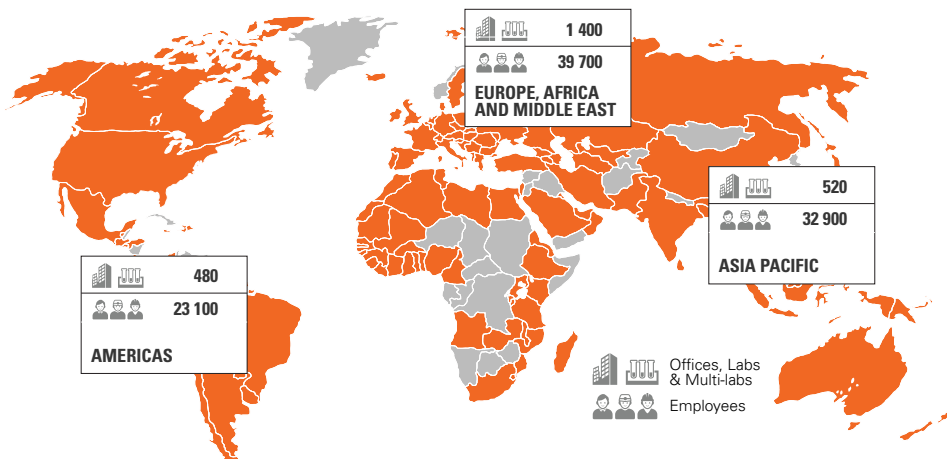 1 400
39 700
EUROPE, AFRICA
AND MIDDLE EAST
520
32 900
ASIA PACIFIC
480
23 100
AMERICAS
Offices, Labs
& Multi-labs
Employees